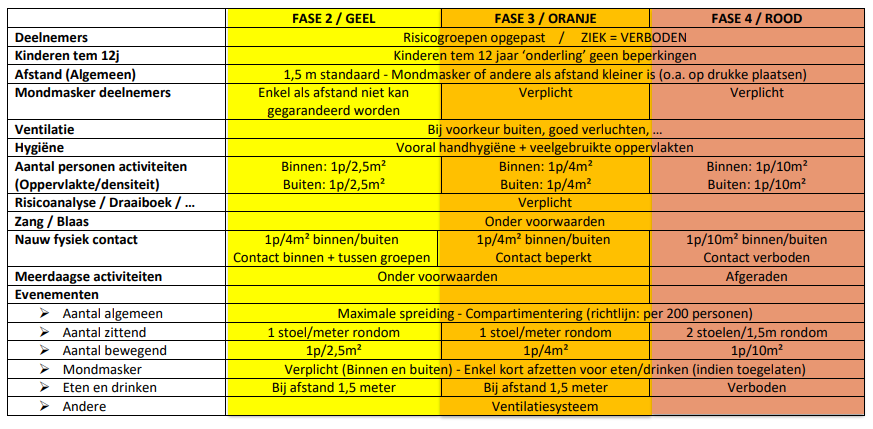 FASE 2 / GEEL FASE 3 / ORANJE FASE 4 / ROOD
Deelnemers Risicogroepen opgepast / ZIEK = VERBODEN
Kinderen tem 12j Kinderen tem 12 jaar ‘onderling’ geen beperkingen
Afstand (Algemeen) 1,5 m standaard - Mondmasker of andere als afstand kleiner is (o.a. op drukke plaatsen)
Mondmasker deelnemers Enkel als afstand niet kan Verplicht Verplicht
gegarandeerd worden
Ventilatie Bij voorkeur buiten, goed verluchten, …
Hygiëne Vooral handhygiëne + veelgebruikte oppervlakten
Aantal personen activiteiten Binnen: 1p/2,5m² Binnen: 1p/4m² Binnen: 1p/10m²
(Oppervlakte/densiteit) Buiten: 1p/2,5m² Buiten: 1p/4m² Buiten: 1p/10m²
Risicoanalyse / Draaiboek / … Verplicht
Zang / Blaas Onder voorwaarden
Nauw fysiek contact 1p/4m² binnen/buiten 1p/4m² binnen/buiten 1p/10m² binnen/buiten
Contact binnen + tussen groepen Contact beperkt Contact verboden
Meerdaagse activiteiten Onder voorwaarden Afgeraden
Evenementen
➢ Aantal algemeen Maximale spreiding - Compartimentering (richtlijn: per 200 personen)
➢ Aantal zittend 1 stoel/meter rondom 1 stoel/meter rondom 2 stoelen/1,5m rondom
➢ Aantal bewegend 1p/2,5m² 1p/4m² 1p/10m²
➢ Mondmasker Verplicht (Binnen en buiten) - Enkel kort afzetten voor eten/drinken (indien toegelaten)
➢ Eten en drinken Bij afstand 1,5 meter Bij afstand 1,5 meter Verboden
➢ Andere Ventilatiesysteem